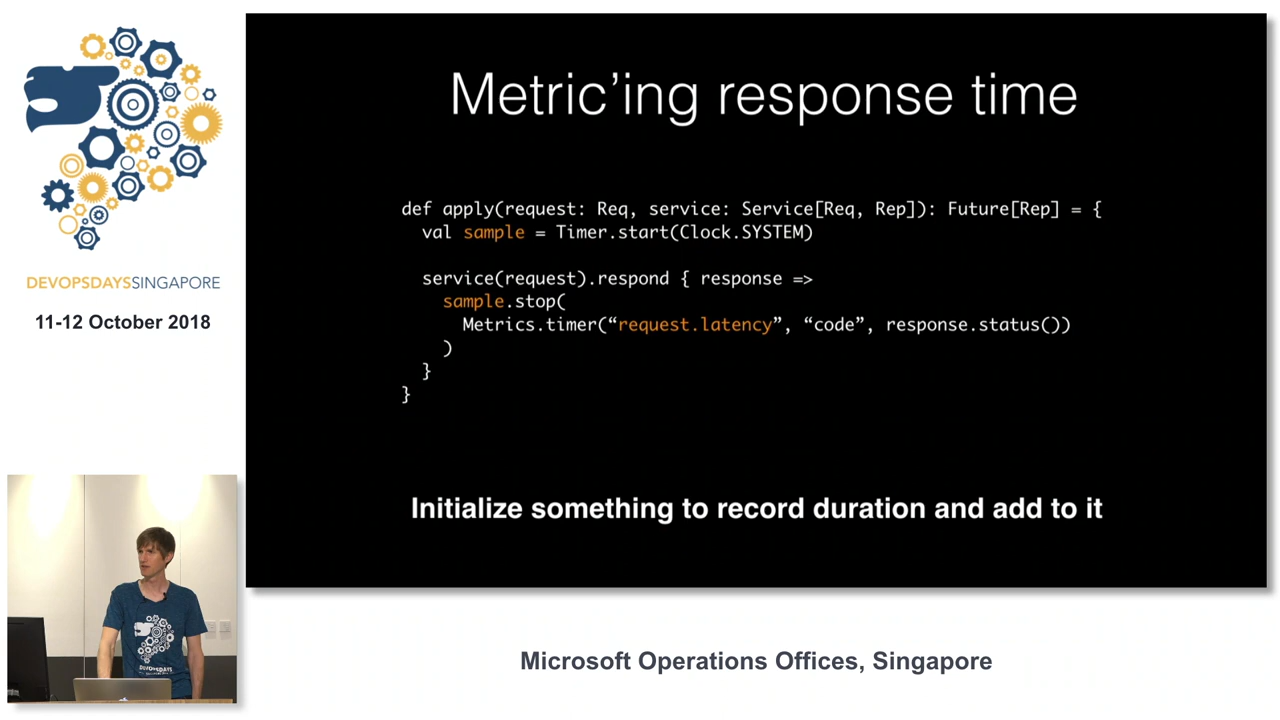 DEVOPSDAYSSINGAPORE
11-12 October 2018
Metric’ing response time
def apply(request: Req, service: Service[Req, Rep]): Future[Rep] = {
val sample = Timer.start(Clock.SYSTEM)
service(request).respond { response =>
sample.stop(
Metrics.timer(“request.latency”, “code”, response.status())
)
}
}
Initialize something to record duration and add to it
DEVOPSDAYS
Microsoft Operations Offices, Singapore